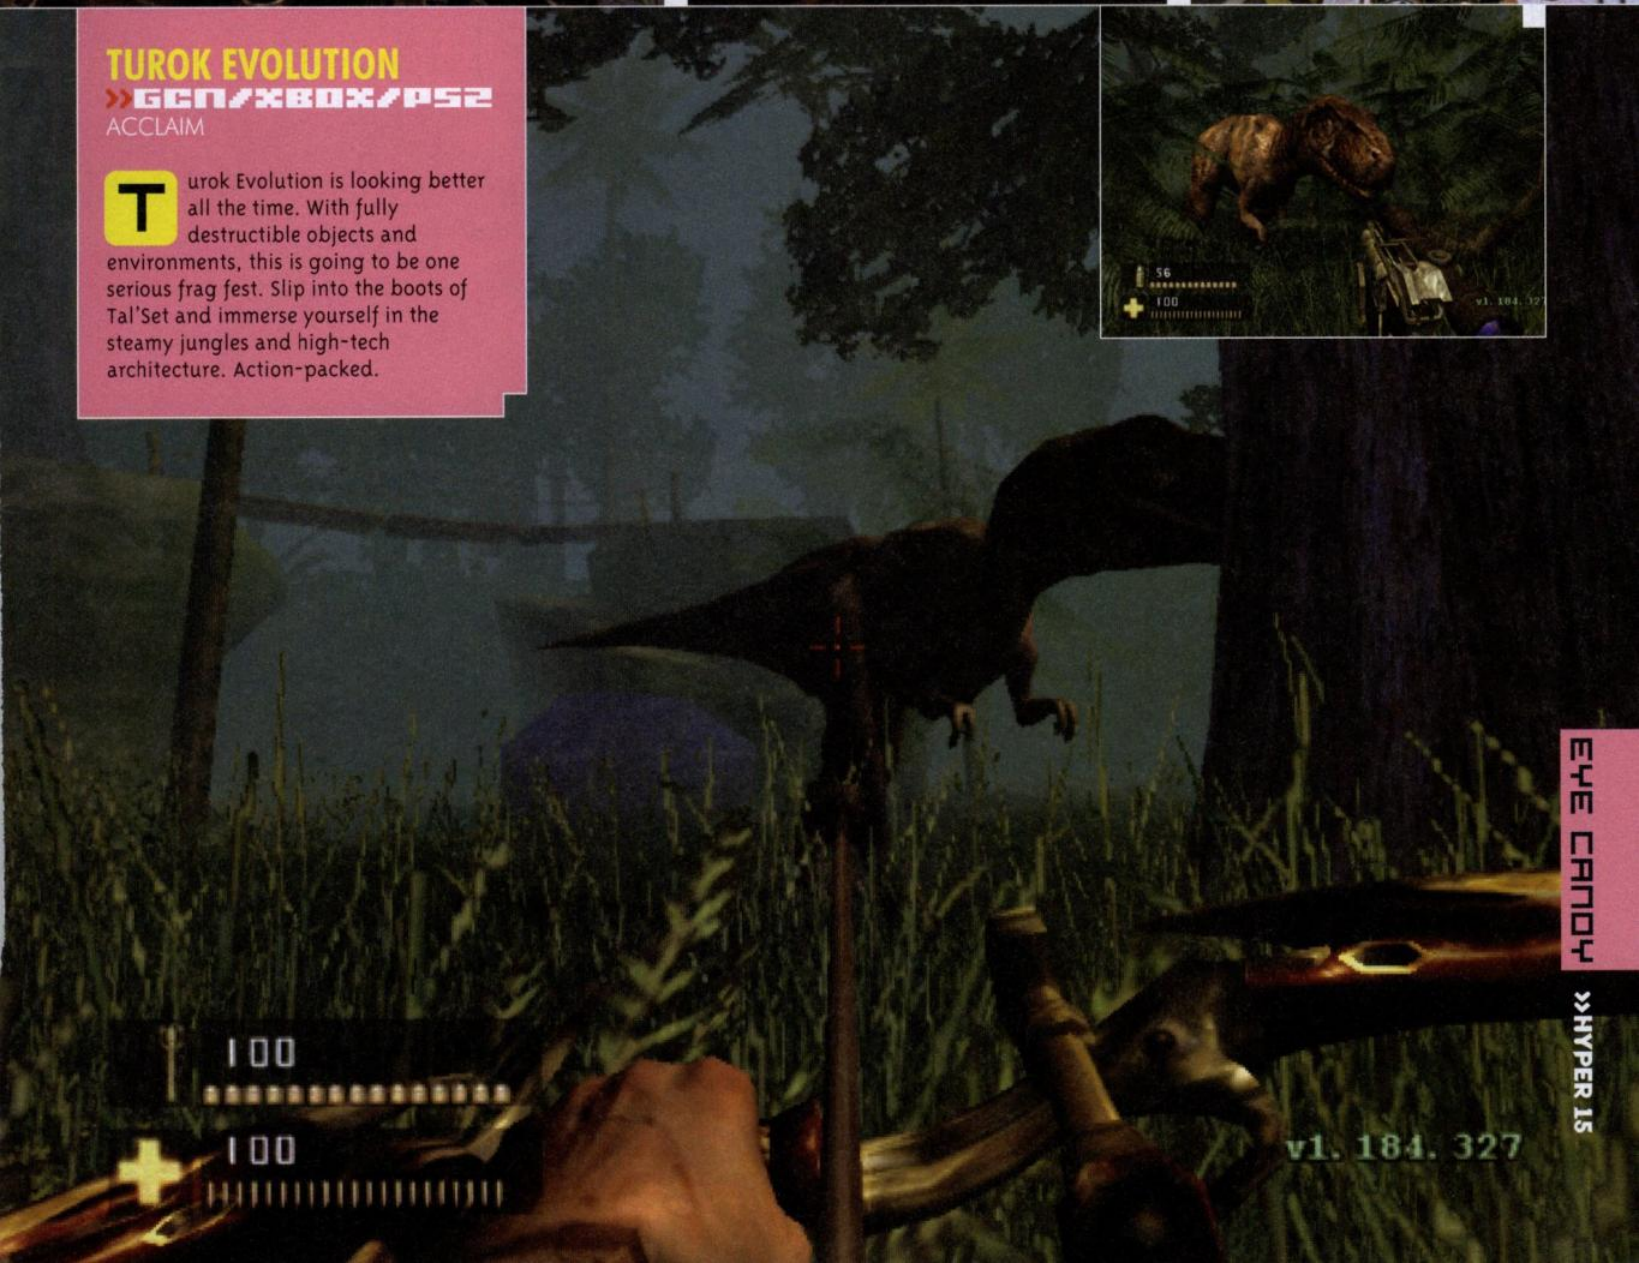 TUROK EVOLUTION
>>GCN/XBOX/PS2
ACCLAIM
Turok Evolution is looking better
all the time. With fully
destructible objects and
environments, this is going to be one
serious frag fest. Slip into the boots of
Tal'Set and immerse yourself in the
steamy jungles and high-tech
architecture. Action-packed.
56
100
v1. 184. 327
EYE CANDY
>>HYPER 15
100
100
v1. 184. 327